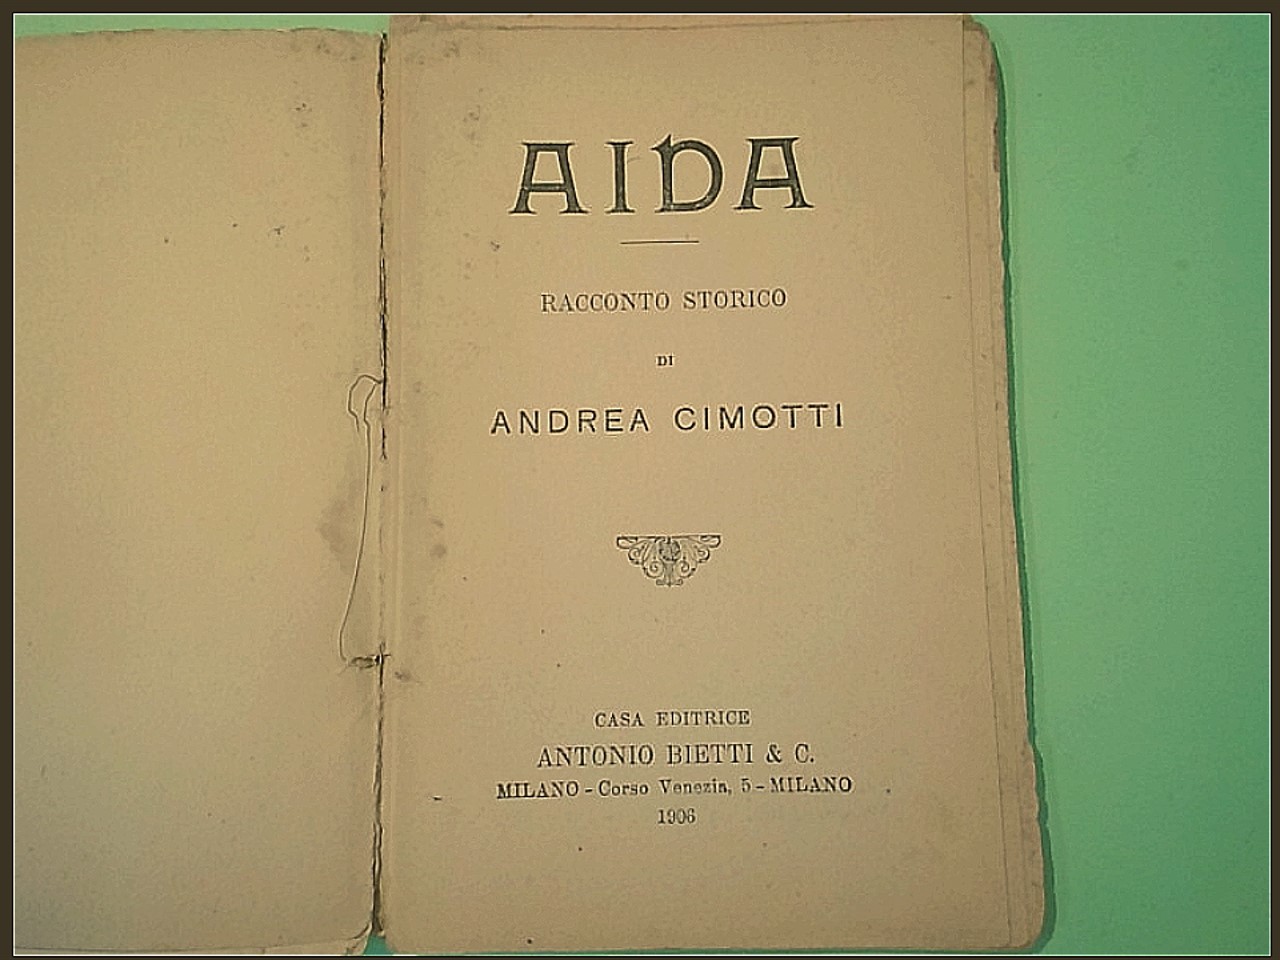 AIDA
RACCONTO STORICO
DI
ANDREA CIMOTTI
CASA EDITRICE
ANTONIO BIETTI & C.
MILANO - Corso Venezia, 5 - MILANO
1906